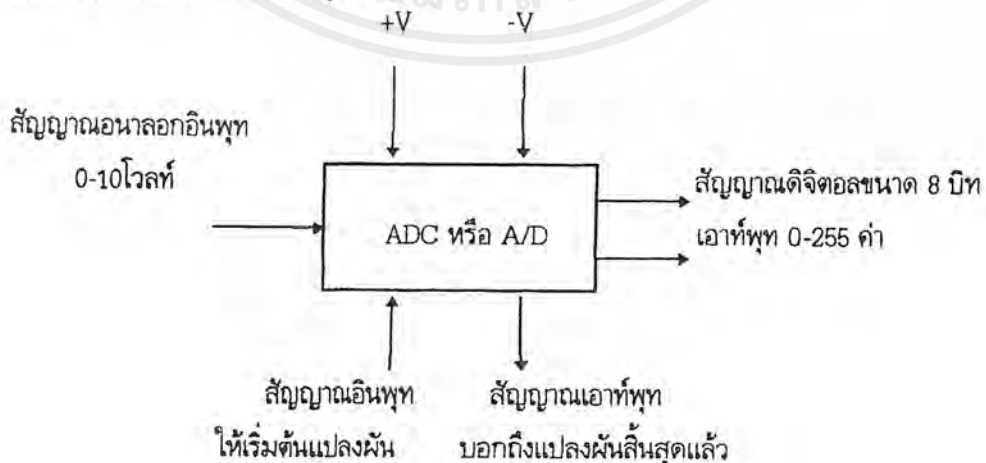 +V -V
สัญญาณอนาลอกอินพุท
0-10โวลท์
สัญญาณดิจิตอลขนาด 8 บิท
ADC หรือ A/D
เอาท์พุท 0-255 ค่า
สัญญาณอินพุท สัญญาณเอาท์พุท
ให้เริ่มต้นแปลงผัน บอกถึงแปลงผันสิ้นสุดแล้ว